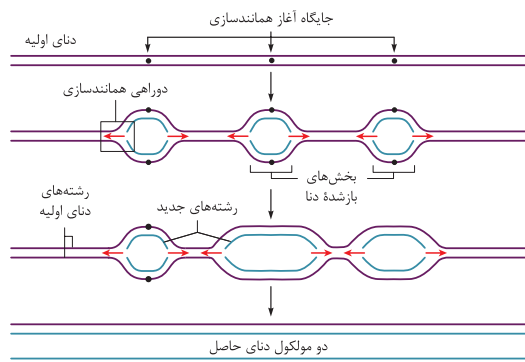 جایگاه آغاز همانندسازی
دنای اولیه
دوراهی همانندسازی
بخش‌های
بازشدهٔ دنا
رشته‌های
دنای اولیه
رشته‌های جدید
دو مولکول دنای حاصل